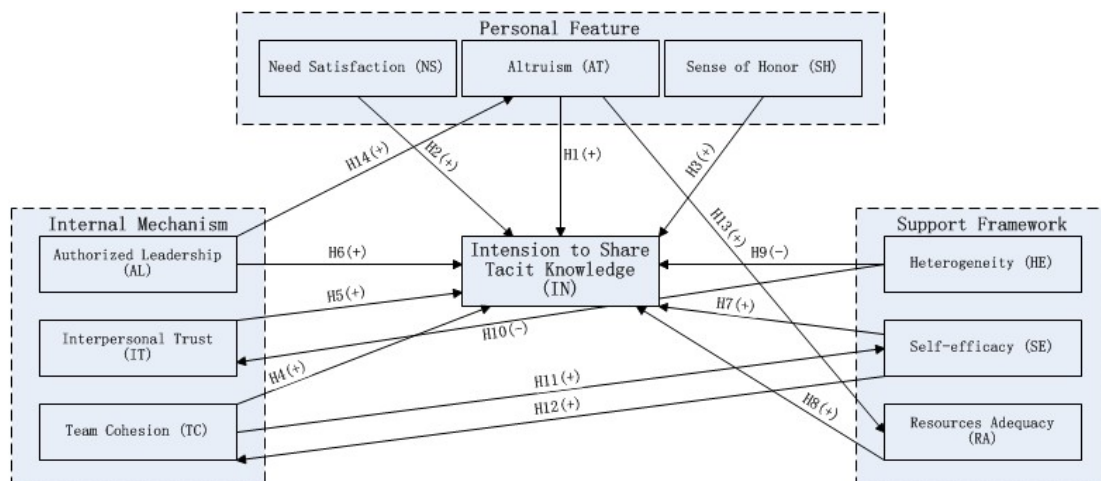 Personal Feature
Need Satisfaction (NS)
Altruism (AT)
Sense of Honor (SH)
H14(+)
H2(+)
H1(+)
H3(+)
H13(+)
Internal Mechanism
Support Framework
Authorized Leadership
(AL)
H6(+)
Intension to Share
Tacit Knowledge
(IN)
H9(-)
Heterogeneity (HE)
H5(+)
H7(+)
Interpersonal Trust
(IT)
H10(-)
Self-efficacy (SE)
H4(+)
H11(+)
H12(+)
H8(+)
Team Cohesion (TC)
Resources Adequacy
(RA)